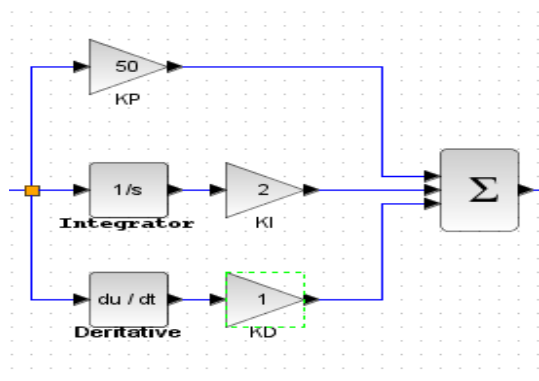 50
KP
1/s
2
Integrator
KI
Σ
du / dt
1
Deritative
KD